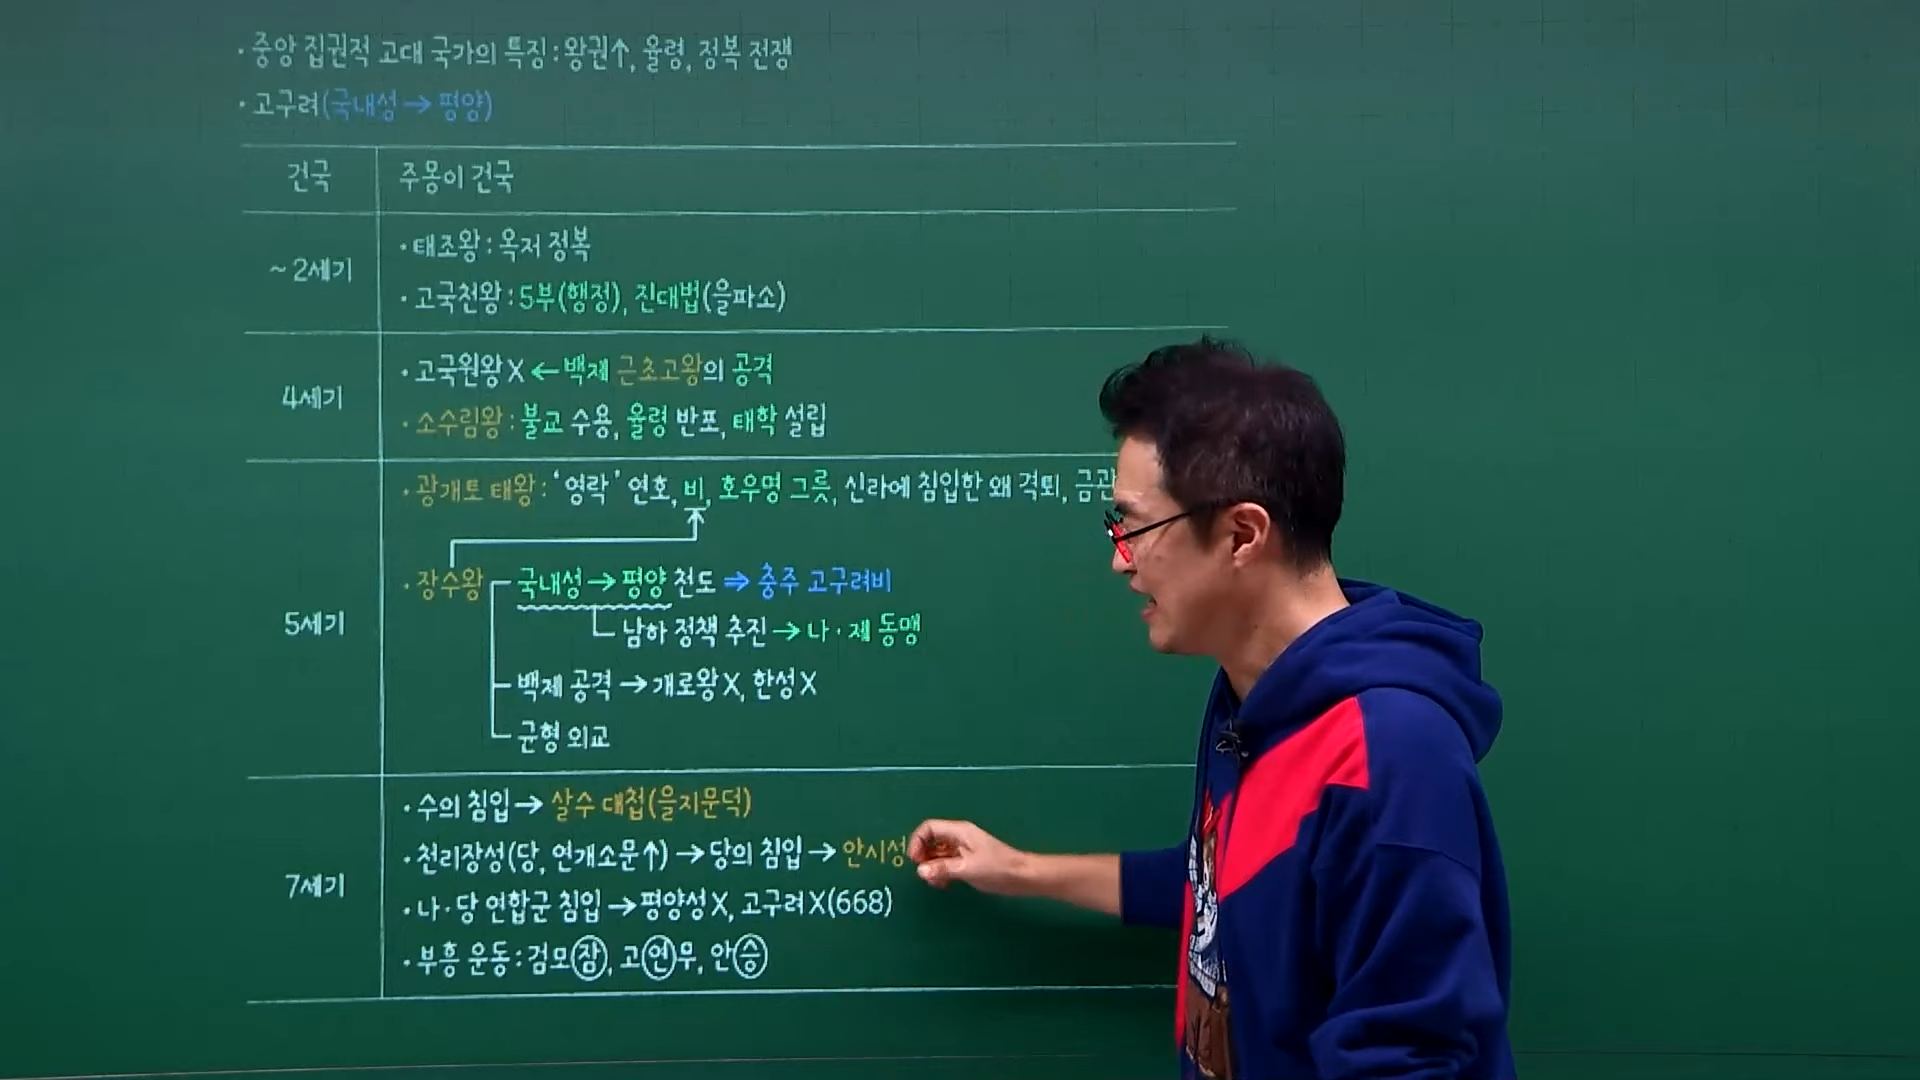 · 중앙 집권적 고대 국가의 특징 : 왕권↑, 율령, 정복 전쟁
· 고구려(국내성 → 평양)
건국 주몽이 건국
~2세기
· 태조왕 : 옥저 정복
· 고국천왕 : 5부(행정), 진대법(을파소)
4세기
· 고국원왕X ← 백제 근초고왕의 공격
· 소수림왕 : 불교 수용, 율령 반포, 태학 설립
5세기
· 광개토 태왕 : ‘영락’ 연호, 비, 호우명 그릇, 신라에 침입한 왜 격퇴, 금관
· 장수왕 국내성 → 평양 천도 ⇒ 충주 고구려비
남하 정책 추진 → 나·제 동맹
백제 공격 → 개로왕X, 한성X
균형 외교
7세기
· 수의 침입 → 살수 대첩(을지문덕)
· 천리장성(당, 연개소문↑) → 당의 침입 → 안시성
· 나·당 연합군 침입 → 평양성X, 고구려X(668)
· 부흥 운동 : 검모잠, 고연무, 안승